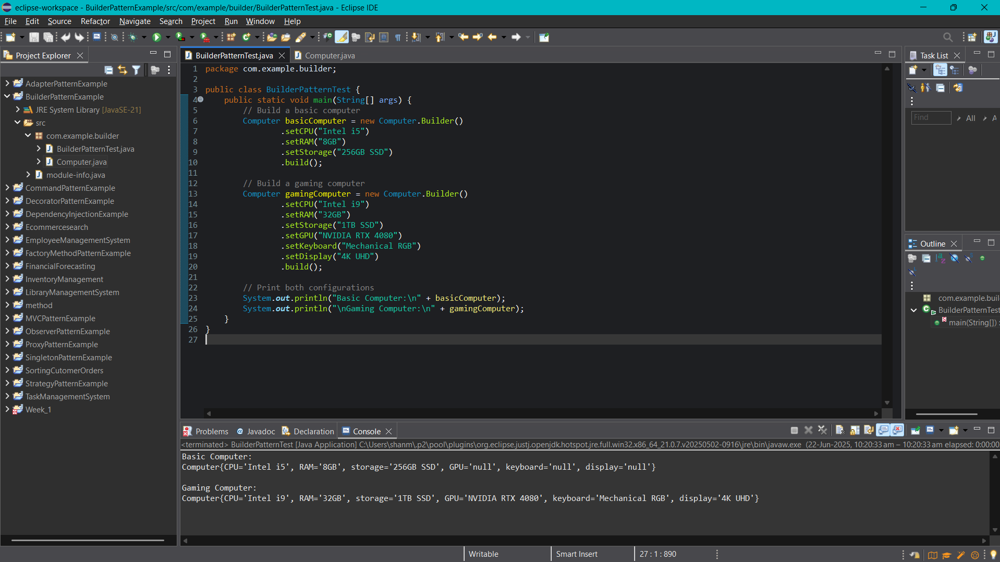 eclipse-workspace - BuilderPatternExample/src/com/example/builder/BuilderPatternTest.java - Eclipse IDE
File Edit Source Refactor Navigate Search Project Run Window Help
Project Explorer
AdapterPatternExample
BuilderPatternExample
JRE System Library [JavaSE-21]
src
com.example.builder
BuilderPatternTest.java
Computer.java
module-info.java
CommandPatternExample
DecoratorPatternExample
DependencyInjectionExample
Ecommercesearch
EmployeeManagementSystem
FactoryMethodPatternExample
FinancialForecasting
InventoryManagement
LibraryManagementSystem
method
MVCPatternExample
ObserverPatternExample
ProxyPatternExample
SingletonPatternExample
SortingCutomerOrders
StrategyPatternExample
TaskManagementSystem
Week_1
BuilderPatternTest.java Computer.java
1 package com.example.builder;
2
3 public class BuilderPatternTest {
4 public static void main(String[] args) {
5 // Build a basic computer
6 Computer basicComputer = new Computer.Builder()
7 .setCPU("Intel i5")
8 .setRAM("8GB")
9 .setStorage("256GB SSD")
10 .build();
11
12 // Build a gaming computer
13 Computer gamingComputer = new Computer.Builder()
14 .setCPU("Intel i9")
15 .setRAM("32GB")
16 .setStorage("1TB SSD")
17 .setGPU("NVIDIA RTX 4080")
18 .setKeyboard("Mechanical RGB")
19 .setDisplay("4K UHD")
20 .build();
21
22 // Print both configurations
23 System.out.println("Basic Computer:\n" + basicComputer);
24 System.out.println("\nGaming Computer:\n" + gamingComputer);
25 }
26 }
27
Task List
Find All A
Outline
com.example.buil
BuilderPatternTest
main(String[]) :
Problems Javadoc Declaration Console
<terminated> BuilderPatternTest [Java Application] C:\Users\shanm\.p2\pool\plugins\org.eclipse.justj.openjdk.hotspot.jre.full.win32.x86_64_21.0.7.v20250502-0916\jre\bin\javaw.exe (22-Jun-2025, 10:20:33 am – 10:20:33 am elapsed: 0:00:00
Basic Computer:
Computer{CPU='Intel i5', RAM='8GB', storage='256GB SSD', GPU='null', keyboard='null', display='null'}
Gaming Computer:
Computer{CPU='Intel i9', RAM='32GB', storage='1TB SSD', GPU='NVIDIA RTX 4080', keyboard='Mechanical RGB', display='4K UHD'}
Writable Smart Insert 27 : 1 : 890